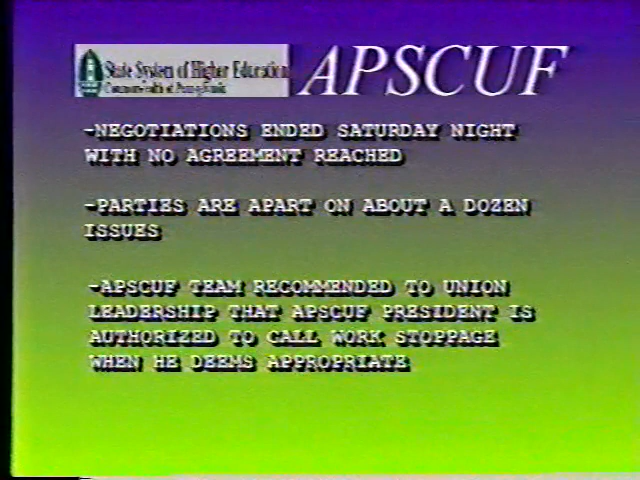 State System of Higher Education
Commonwealth of Pennsylvania
APSCUF
-NEGOTIATIONS ENDED SATURDAY NIGHT
WITH NO AGREEMENT REACHED
-PARTIES ARE APART ON ABOUT A DOZEN
ISSUES
-APSCUF TEAM RECOMMENDED TO UNION
LEADERSHIP THAT APSCUF PRESIDENT IS
AUTHORIZED TO CALL WORK STOPPAGE
WHEN HE DEEMS APPROPRIATE